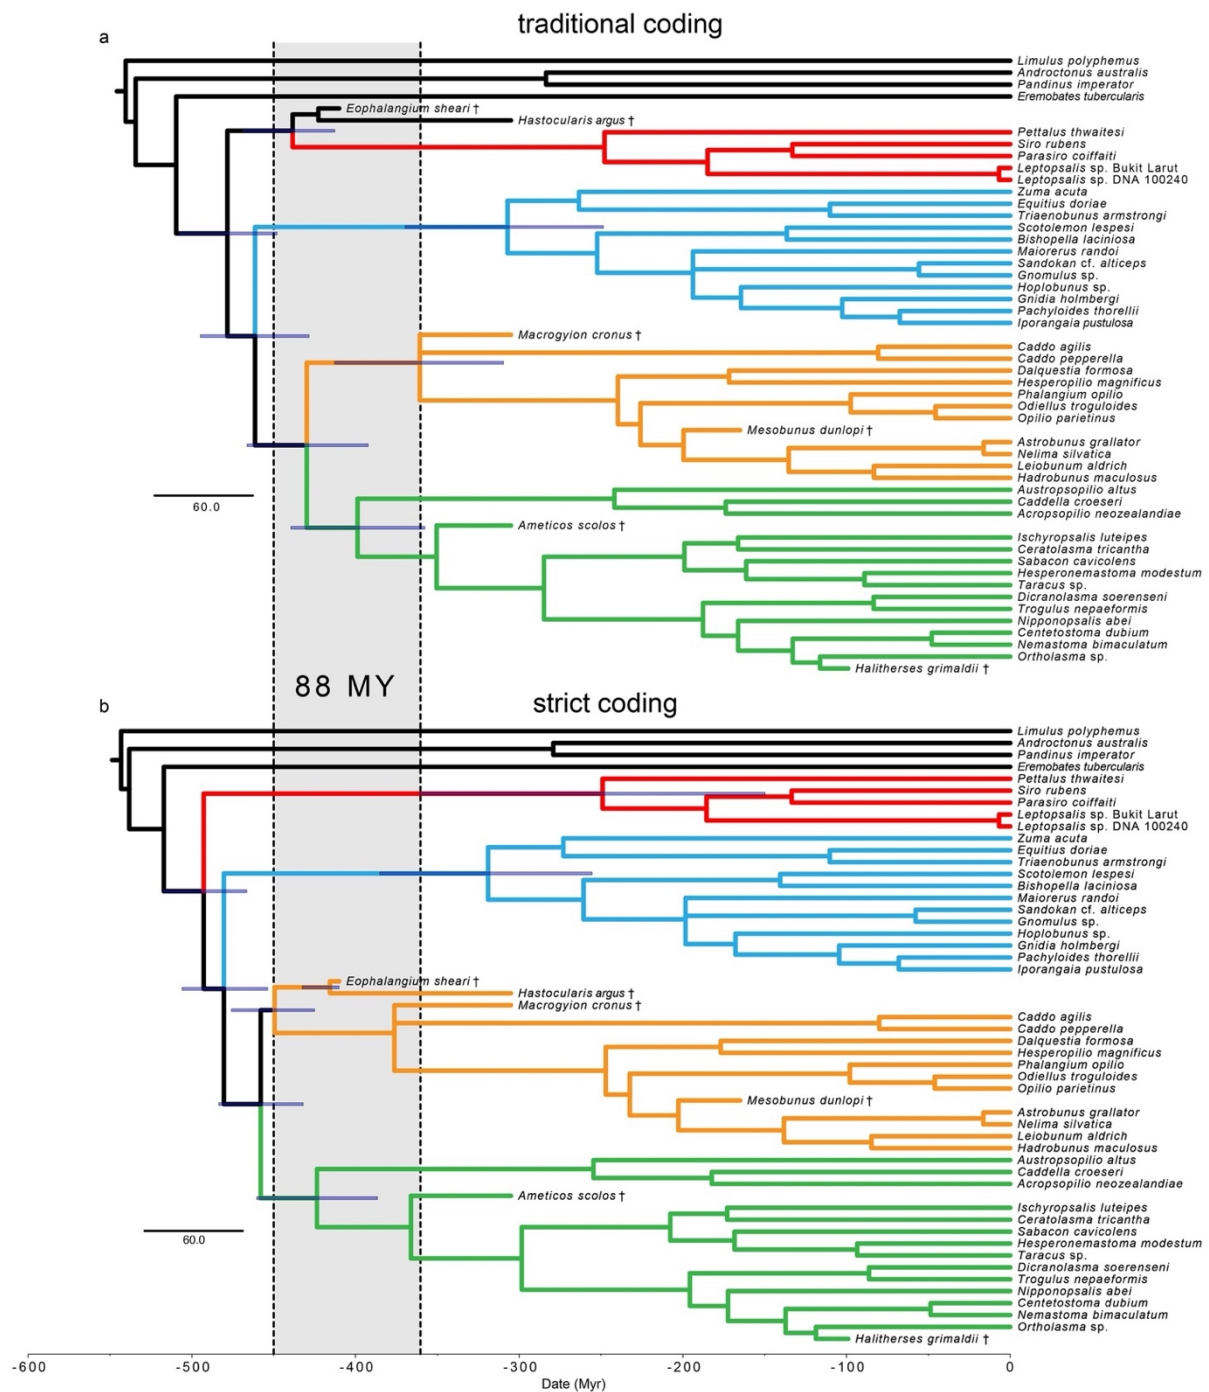 traditional coding
a
Limulus polyphemus
Androctonus australis
Pandinus imperator
Eremobates tubercularis
Eophalangium sheari †
Hastocularis argus †
Pettalus thwaitesi
Siro rubens
Parasiro coiffaiti
Leptopsalis sp. Bukit Larut
Leptopsalis sp. DNA 100240
Zuma acuta
Equitius doriae
Triaenobunus armstrongi
Scotolemon lespesi
Bishopella laciniosa
Maiorerus randoi
Sandokan cf. alticeps
Gnomulus sp.
Hoplobunus sp.
Gnidia holmbergi
Pachyloides thorellii
Iporangaia pustulosa
Macrogyion cronus †
Caddo agilis
Caddo pepperella
Dalquestia formosa
Hesperopilio magnificus
Phalangium opilio
Odiellus troguloides
Opilio parietinus
Mesobunus dunlopi †
Astrobunus grallator
Nelima silvatica
Leiobunum aldrich
Hadrobunus maculosus
60.0
Austropsopilio altus
Caddella croeseri
Acropsopilio neozealandiae
Ameticos scolos †
Ischyropsalis luteipes
Ceratolasma tricantha
Sabacon cavicolens
Hesperonemastoma modestum
Taracus sp.
Dicranolasma soerenseni
Trogulus nepaeformis
Nipponopsalis abei
Centetostoma dubium
Nemastoma bimaculatum
Ortholasma sp.
Halitherses grimaldii †
88 MY
b
strict coding
Limulus polyphemus
Androctonus australis
Pandinus imperator
Eremobates tubercularis
Pettalus thwaitesi
Siro rubens
Parasiro coiffaiti
Leptopsalis sp. Bukit Larut
Leptopsalis sp. DNA 100240
Zuma acuta
Equitius doriae
Triaenobunus armstrongi
Scotolemon lespesi
Bishopella laciniosa
Maiorerus randoi
Sandokan cf. alticeps
Gnomulus sp.
Hoplobunus sp.
Gnidia holmbergi
Pachyloides thorellii
Iporangaia pustulosa
Eophalangium sheari †
Hastocularis argus †
Macrogyion cronus †
Caddo agilis
Caddo pepperella
Dalquestia formosa
Hesperopilio magnificus
Phalangium opilio
Odiellus troguloides
Opilio parietinus
Mesobunus dunlopi †
Astrobunus grallator
Nelima silvatica
Leiobunum aldrich
Hadrobunus maculosus
Austropsopilio altus
Caddella croeseri
Acropsopilio neozealandiae
Ameticos scolos †
Ischyropsalis luteipes
Ceratolasma tricantha
60.0
Sabacon cavicolens
Hesperonemastoma modestum
Taracus sp.
Dicranolasma soerenseni
Trogulus nepaeformis
Nipponopsalis abei
Centetostoma dubium
Nemastoma bimaculatum
Ortholasma sp.
Halitherses grimaldii †
-600 -500 -400 -300 -200 -100 0
Date (Myr)